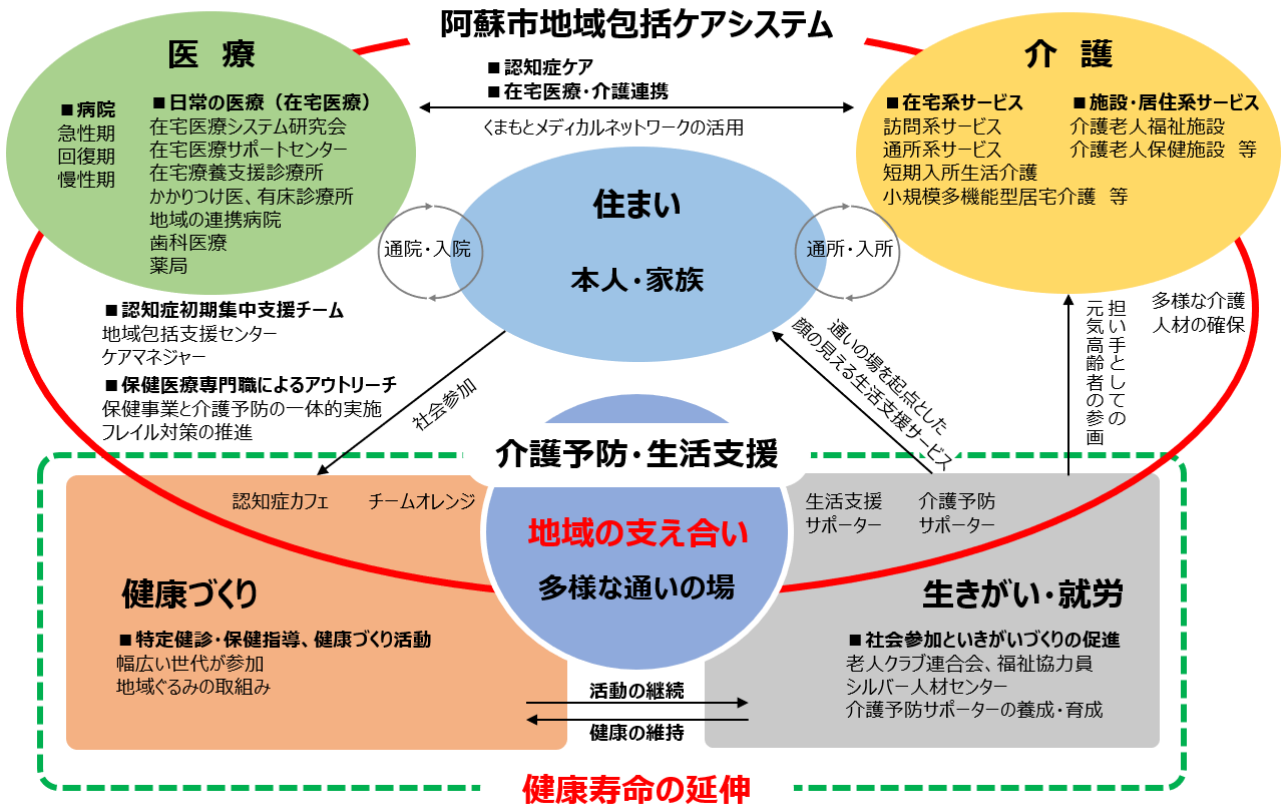 阿蘇市地域包括ケアシステム
医 療
■病院
急性期
回復期
慢性期
■日常の医療（在宅医療）
在宅医療システム研究会
在宅医療サポートセンター
在宅療養支援診療所
かかりつけ医、有床診療所
地域の連携病院
歯科医療
薬局
■認知症ケア
■在宅医療・介護連携
くまもとメディカルネットワークの活用
介 護
■在宅系サービス
訪問系サービス
通所系サービス
短期入所生活介護
小規模多機能型居宅介護 等
■施設・居住系サービス
介護老人福祉施設
介護老人保健施設 等
住まい
本人・家族
通院・入院
通所・入所
■認知症初期集中支援チーム
地域包括支援センター
ケアマネジャー
■保健医療専門職によるアウトリーチ
保健事業と介護予防の一体的実施
フレイル対策の推進
社会参加
通いの場を起点とした
顔の見える生活支援サービス
担い手としての
元気高齢者の参画
多様な介護
人材の確保
介護予防・生活支援
地域の支え合い
多様な通いの場
認知症カフェ
チームオレンジ
生活支援
サポーター
介護予防
サポーター
健康づくり
■特定健診・保健指導、健康づくり活動
幅広い世代が参加
地域ぐるみの取組み
生きがい・就労
■社会参加といきがいづくりの促進
老人クラブ連合会、福祉協力員
シルバー人材センター
介護予防サポーターの養成・育成
活動の継続
健康の維持
健康寿命の延伸